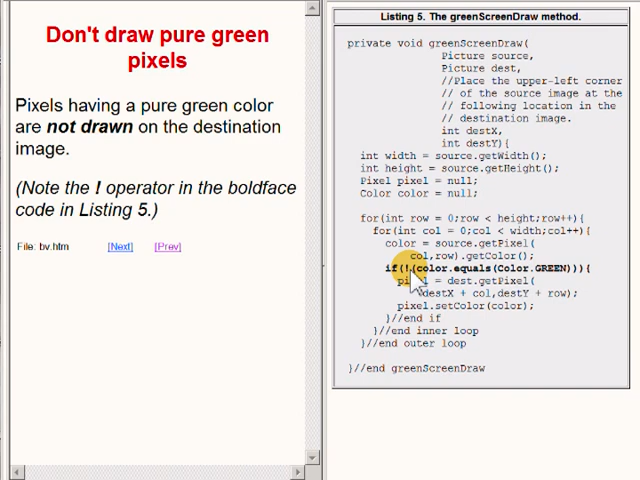 Don't draw pure green
pixels
Pixels having a pure green color
are not drawn on the destination
image.
(Note the ! operator in the boldface
code in Listing 5.)
File: bv.htm [Next] [Prev]
Listing 5. The greenScreenDraw method.
private void greenScreenDraw(
Picture source,
Picture dest,
//Place the upper-left corner
// of the source image at the
// following location in the
// destination image.
int destX,
int destY){
int width = source.getWidth();
int height = source.getHeight();
Pixel pixel = null;
Color color = null;
for(int row = 0;row < height;row++){
for(int col = 0;col < width;col++){
color = source.getPixel(
col,row).getColor();
if(!(color.equals(Color.GREEN))){
pixel = dest.getPixel(
destX + col,destY + row);
pixel.setColor(color);
}//end if
}//end inner loop
}//end outer loop
}//end greenScreenDraw